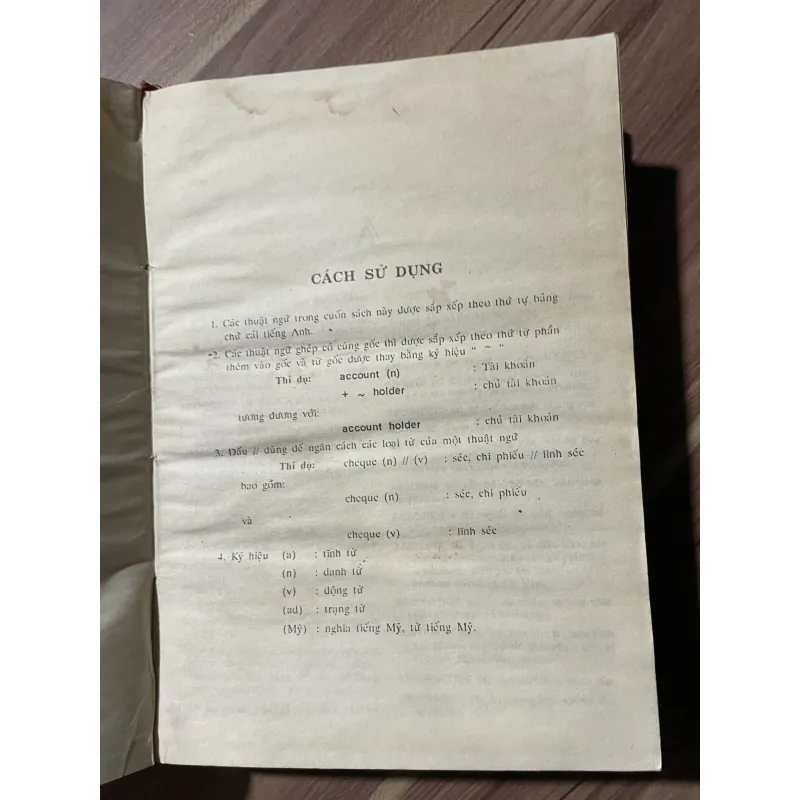 CÁCH SỬ DỤNG
1. Các thuật ngữ trong cuốn sách này được sắp xếp theo thứ tự bảng
chữ cái tiếng Anh.
2. Các thuật ngữ ghép có cùng gốc thì được sắp xếp theo thứ tự phần
thêm vào gốc và từ gốc được thay bằng ký hiệu “ ~ ”
Thí dụ: account (n) : Tài khoản
+ ~ holder : chủ tài khoản
tương đương với:
account holder : chủ tài khoản
3. Dấu // dùng để ngăn cách các loại từ của một thuật ngữ
Thí dụ: cheque (n) // (v) : séc, chi phiếu // lĩnh séc
bao gồm:
cheque (n) : séc, chi phiếu
và
cheque (v) : lĩnh séc
4. Ký hiệu (a) : tĩnh từ
(n) : danh từ
(v) : động từ
(ad) : trạng từ
(Mỹ) : nghĩa tiếng Mỹ, từ tiếng Mỹ.